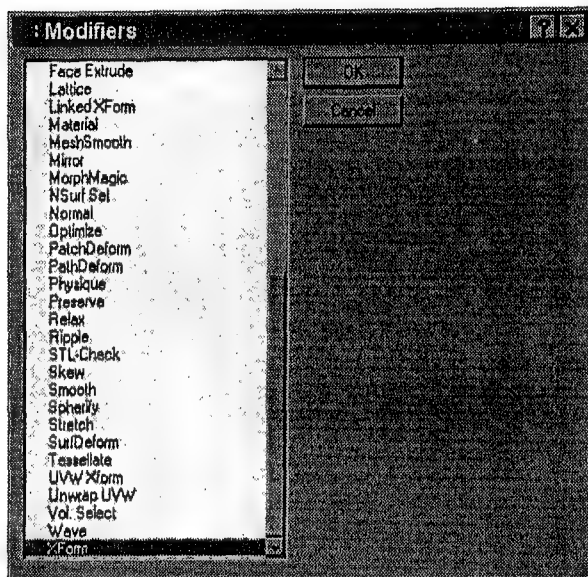 : Modifiers
Face Extrude
Lattice
Linked XForm
Material
MeshSmooth
Mirror
MorphMagic
NSurf Sel
Normal
Optimize
PatchDeform
PathDeform
Physique
Preserve
Relax
Ripple
STL-Check
Skew
Smooth
Spherify
Stretch
SurfDeform
Tessellate
UVW Xform
Unwrap UVW
Vol. Select
Wave
XForm
OK
Cancel